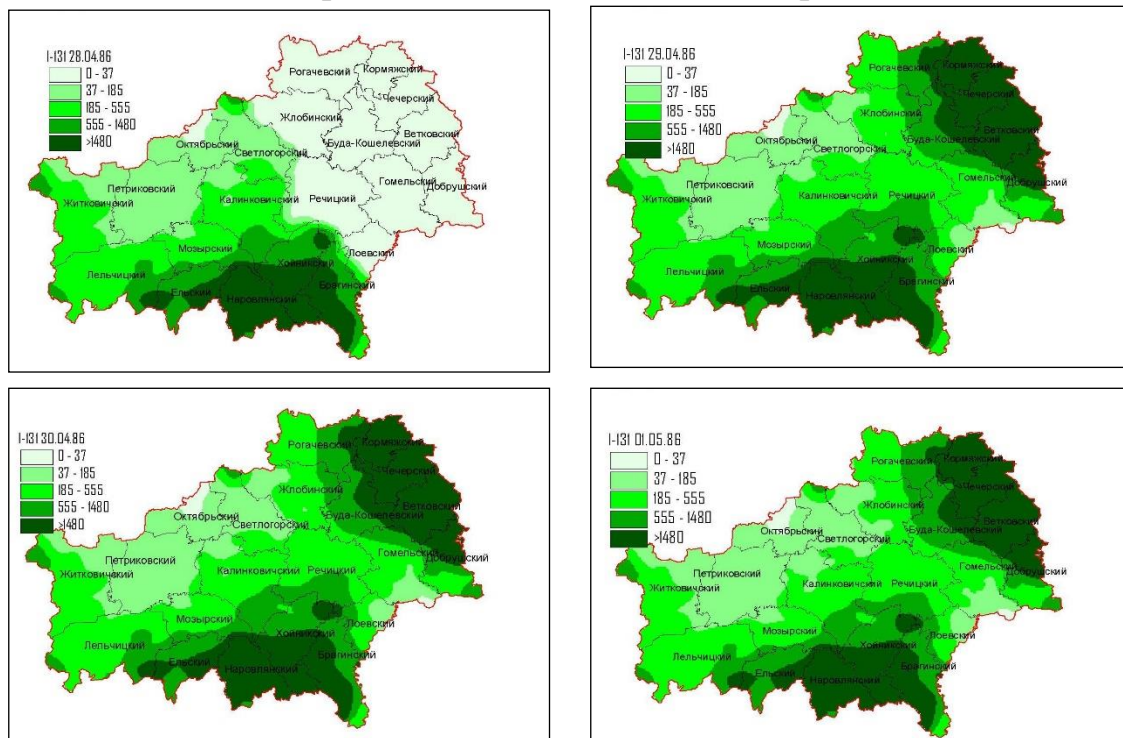 I-131 28.04.86
0 - 37
37 - 185
185 - 555
555 - 1480
>1480
Рогачевский
Кормяжский
Чечерский
Жлобинский
Ветковский
Буда-Кошелевский
Октябрьский
Светлогорский
Гомельский
Добрушский
Петриковский
Житковичский
Калинковичский
Речицкий
Мозырский
Лоевский
Хойникский
Лельчицкий
Брагинский
Ельский
Наровлянский
I-131 29.04.86
0 - 37
37 - 185
185 - 555
555 - 1480
>1480
Рогачевский
Кормяжский
Чечерский
Жлобинский
Ветковский
Буда-Кошелевский
Октябрьский
Светлогорский
Гомельский
Добрушский
Петриковский
Житковичский
Калинковичский
Речицкий
Мозырский
Лоевский
Хойникский
Лельчицкий
Брагинский
Ельский
Наровлянский
I-131 30.04.86
0 - 37
37 - 185
185 - 555
555 - 1480
>1480
Рогачевский
Кормяжский
Чечерский
Жлобинский
Ветковский
Буда-Кошелевский
Октябрьский
Светлогорский
Гомельский
Добрушский
Петриковский
Житковичский
Калинковичский
Речицкий
Мозырский
Лоевский
Хойникский
Лельчицкий
Брагинский
Ельский
Наровлянский
I-131 01.05.86
0 - 37
37 - 185
185 - 555
555 - 1480
>1480
Рогачевский
Кормяжский
Чечерский
Жлобинский
Ветковский
Буда-Кошелевский
Октябрьский
Светлогорский
Гомельский
Добрушский
Петриковский
Житковичский
Калинковичский
Речицкий
Мозырский
Лоевский
Хойникский
Лельчицкий
Брагинский
Ельский
Наровлянский